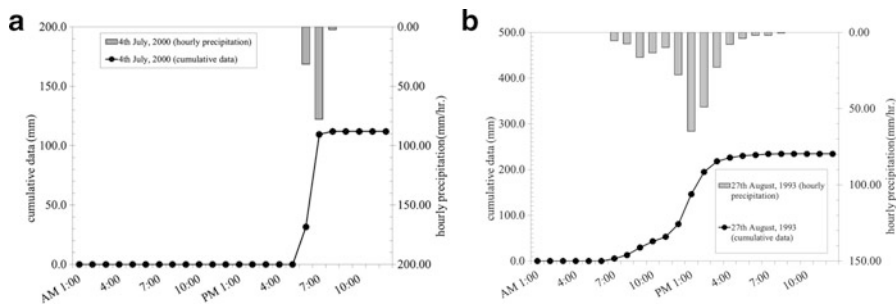 a
200.0
150.0
100.0
50.0
0.0
cumulative data (mm)
4th July, 2000 (hourly precipitation)
4th July, 2000 (cumulative data)
0.00
50.00
100.00
150.00
200.00
hourly precipitation(mm/hr.)
AM 1:00
4:00
7:00
10:00
PM 1:00
4:00
7:00
10:00
b
500.0
400.0
300.0
200.0
100.0
0.0
cumulative data (mm)
27th August, 1993 (hourly
precipitation)
27th August, 1993
(cumulative data)
0.00
50.00
100.00
150.00
hourly precipitation(mm/hr.)
AM 1:00
4:00
7:00
10:00
PM 1:00
4:00
7:00
10:00